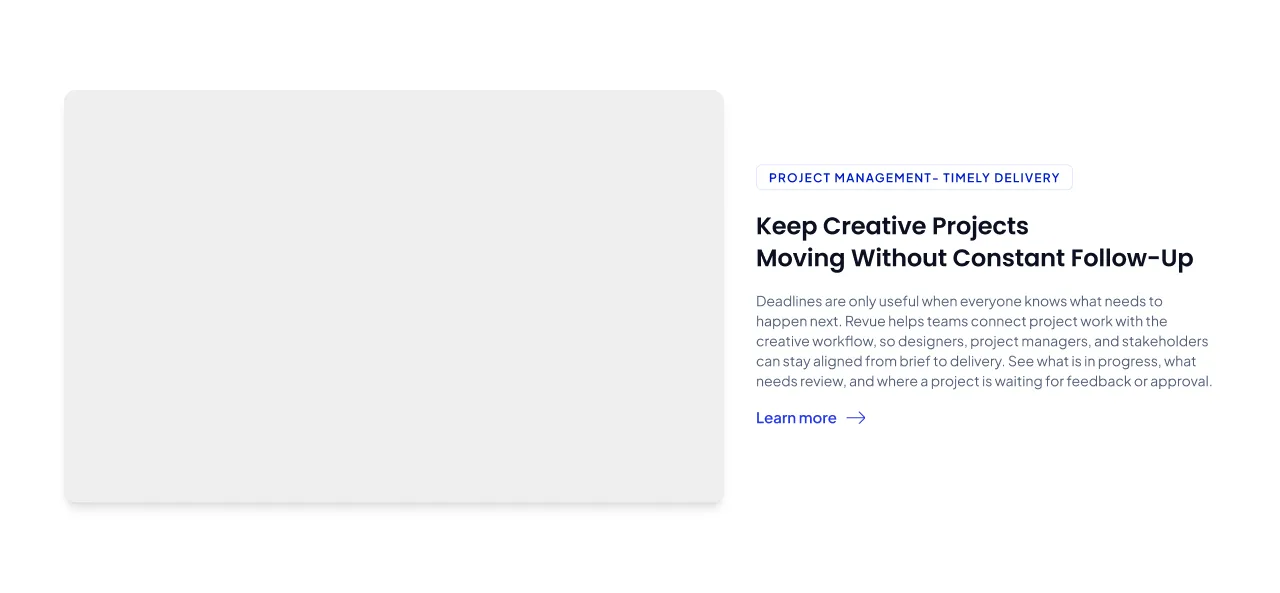 PROJECT MANAGEMENT- TIMELY DELIVERY
Keep Creative Projects
Moving Without Constant Follow-Up
Deadlines are only useful when everyone knows what needs to
happen next. Revue helps teams connect project work with the
creative workflow, so designers, project managers, and stakeholders
can stay aligned from brief to delivery. See what is in progress, what
needs review, and where a project is waiting for feedback or approval.
Learn more